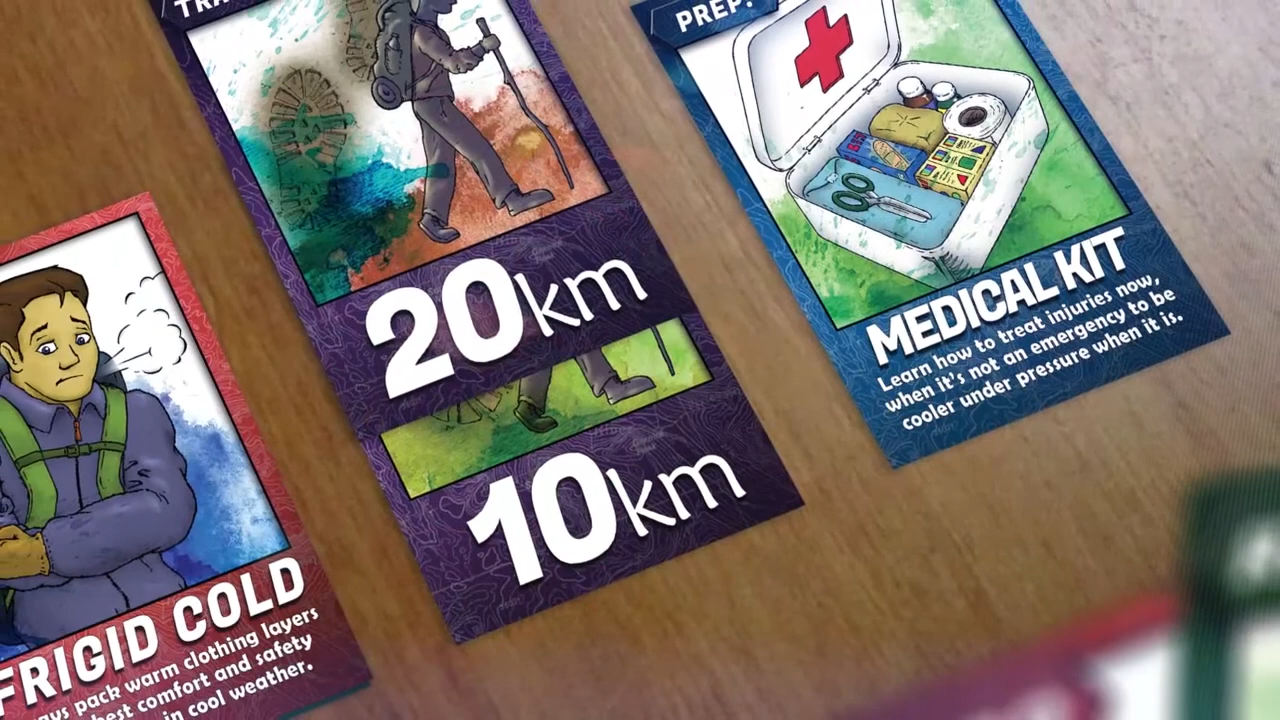 PREP.
20km
10km
MEDICAL KIT
Learn how to treat injuries now,
when it's not an emergency to be
cooler under pressure when it is.
FRIGID COLD
pack warm clothing layers
best comfort and safety
in cool weather.